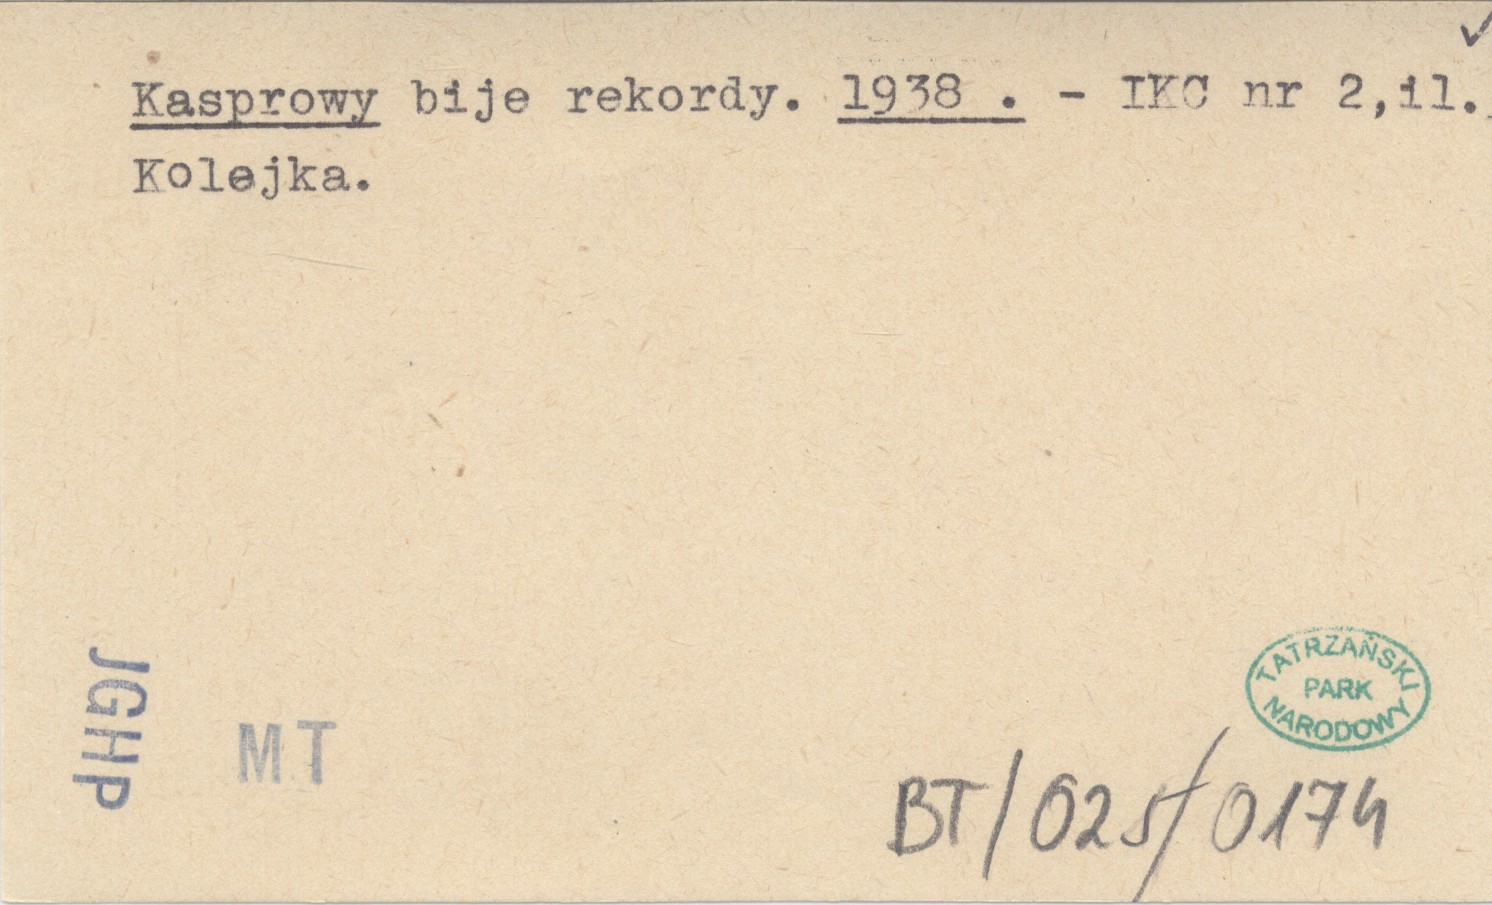 Kasprowy bije rekordy. 1938 . - IKC nr 2,il.
Kolejka.
JGHP
MT
TATRZAŃSKI
PARK
NARODOWY
BT/025/0174